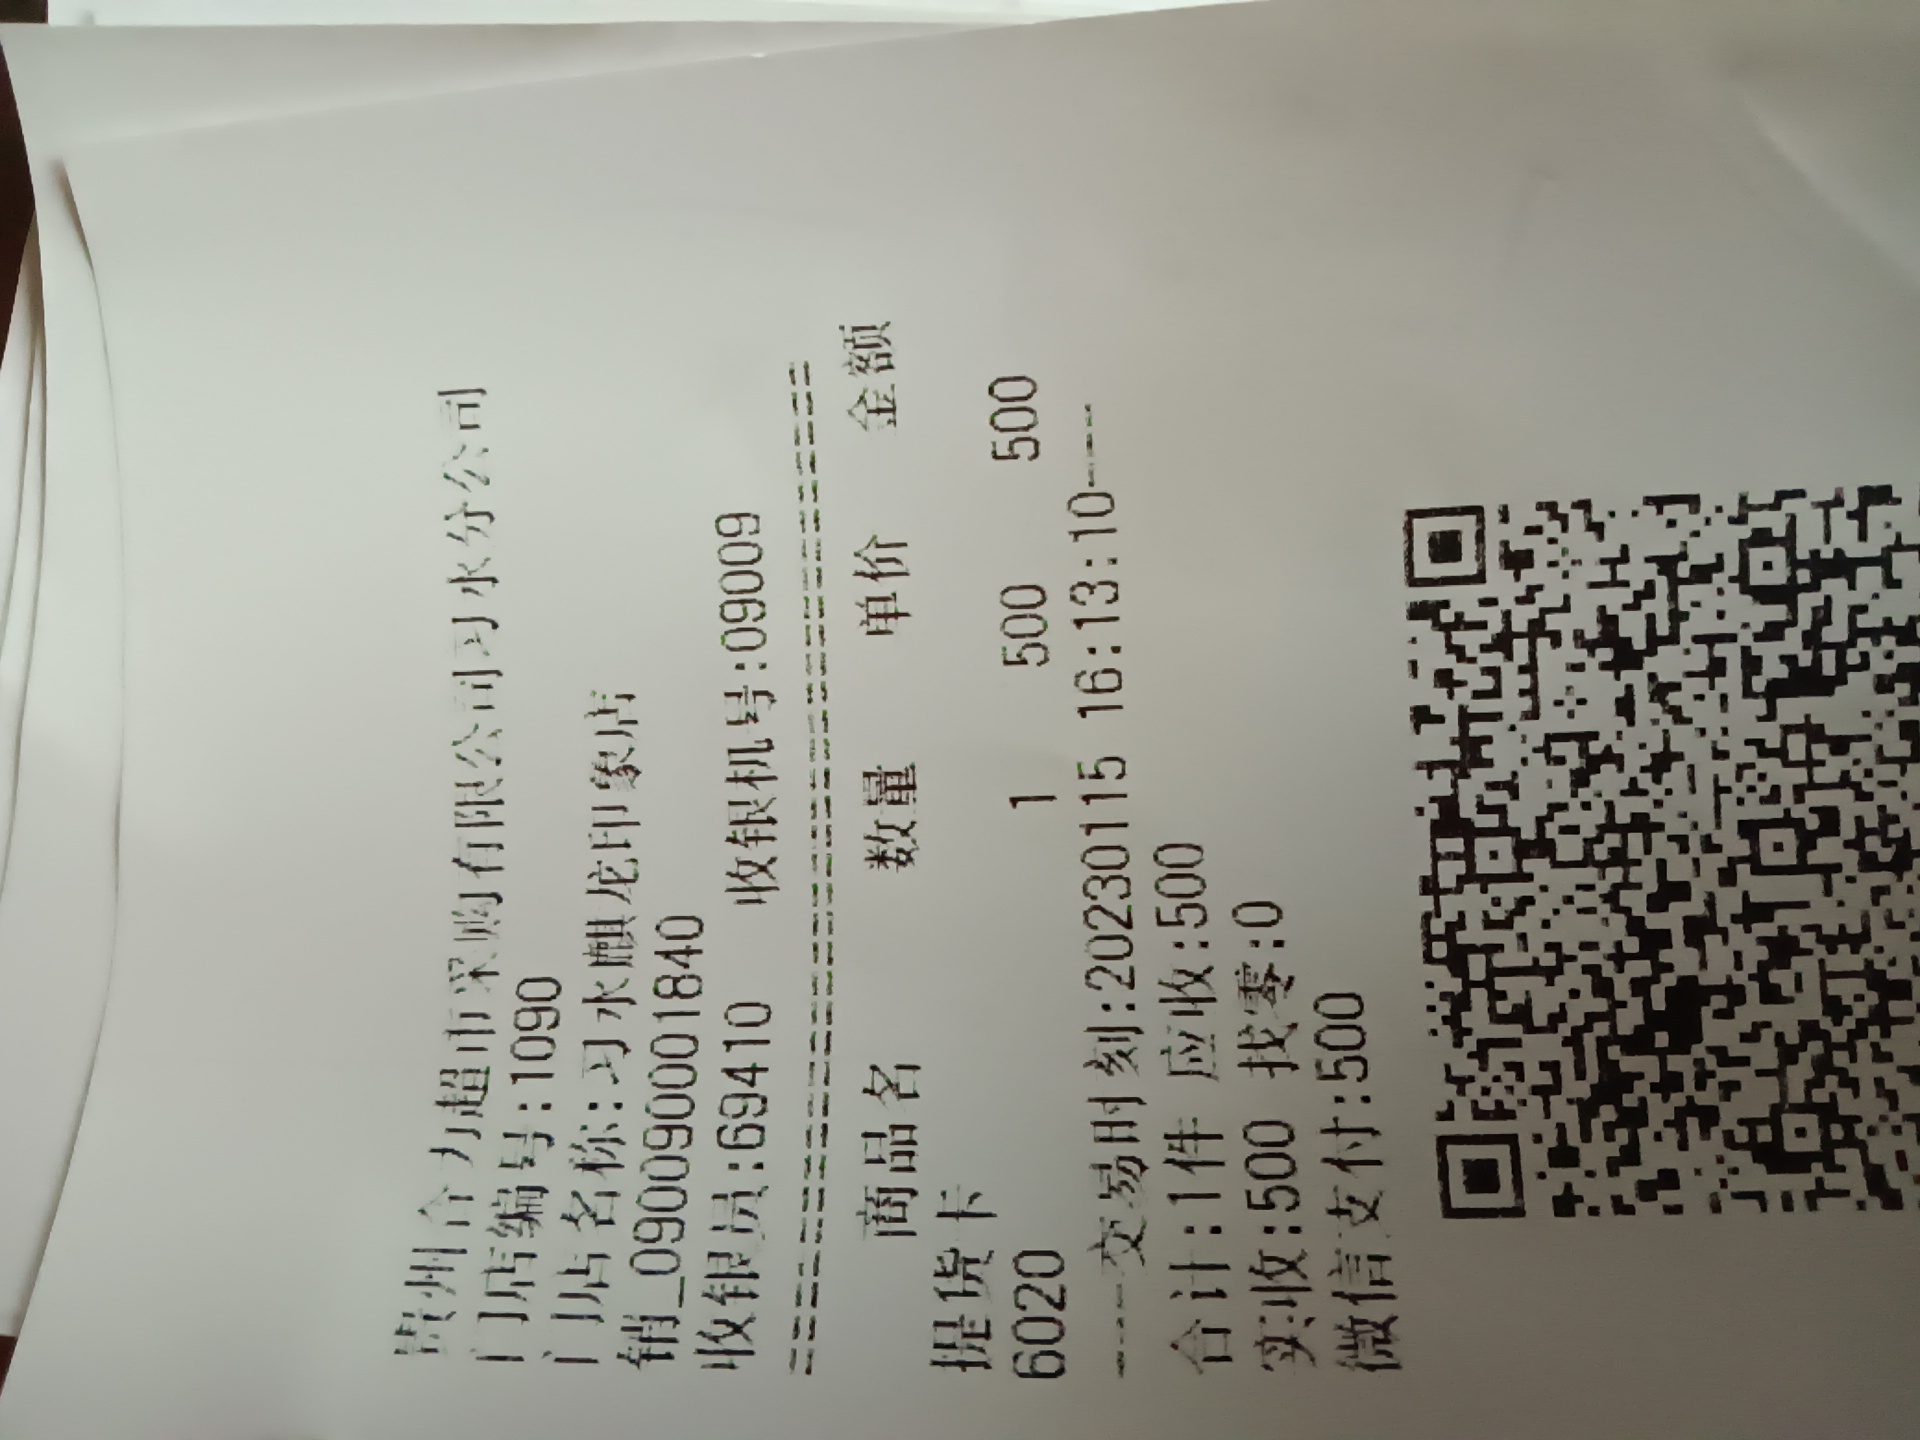 贵州合力超市采购有限公司习水分公司
门店编号:1090
门店名称:习水麒龙印象店
销_090090001840
收银员:69410 收银机号:09009
========================================
商品名 数量 单价 金额
提货卡
6020 1 500 500
----交易时刻:20230115 16:13:10----
合计:1件 应收:500
实收:500 找零:0
微信支付:500